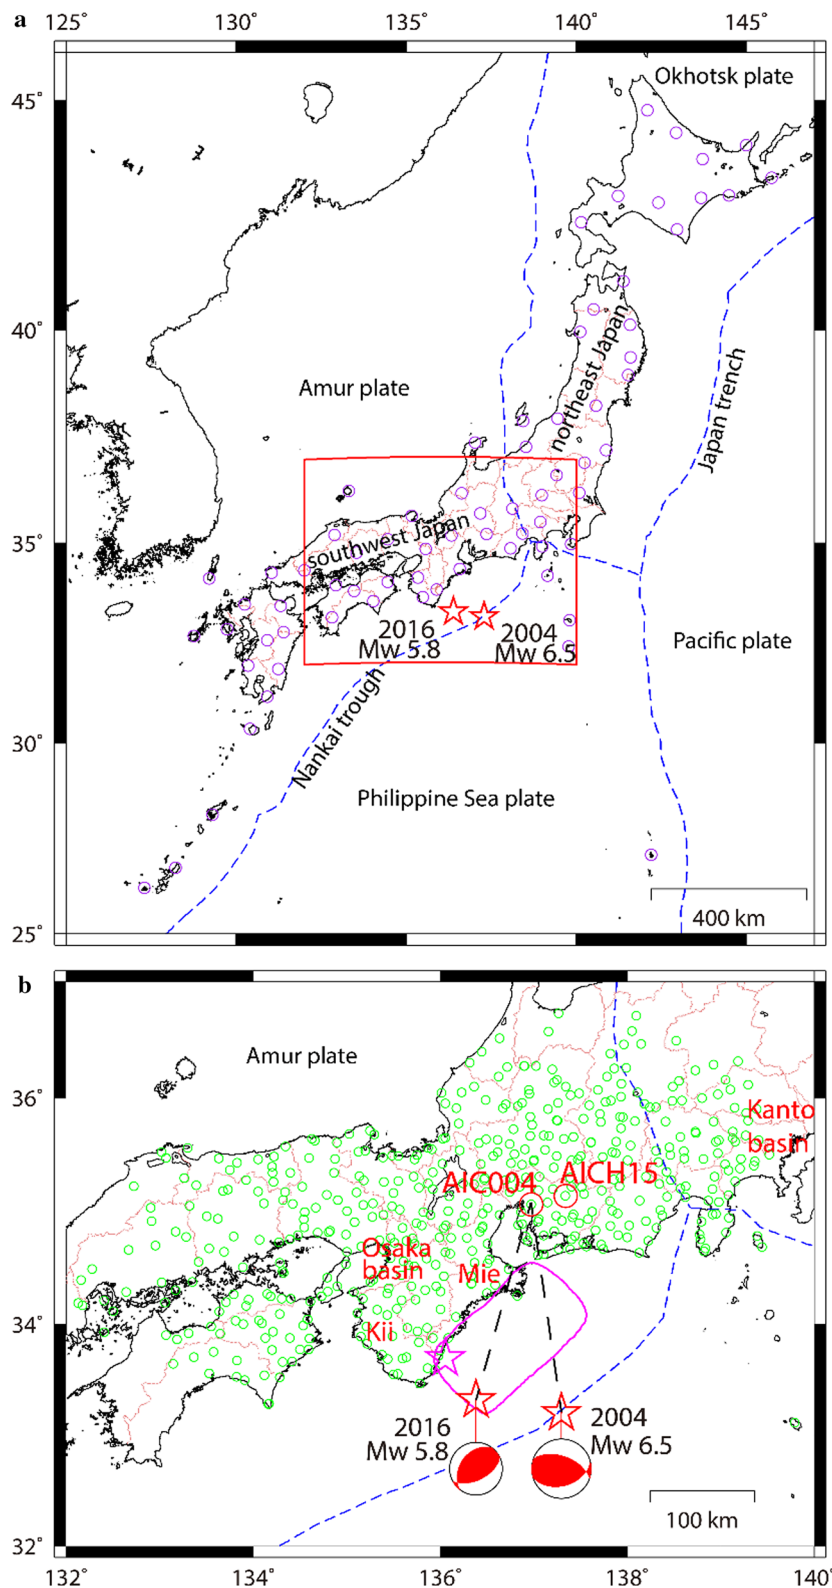 a
125° 130° 135° 140° 145°
Okhotsk plate
45°
40°
northeast Japan
Amur plate
Japan trench
35°
southwest Japan
2016
Mw 5.8
2004
Mw 6.5
Pacific plate
Nankai trough
30°
Philippine Sea plate
400 km
25°
b
Amur plate
36°
Kanto
basin
AIC004
AICH15
Osaka
basin
Mie
34°
Kii
2016
Mw 5.8
2004
Mw 6.5
100 km
32°
132 134° 136° 138° 140